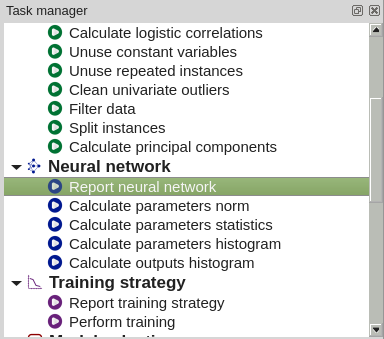 Task manager
Calculate logistic correlations
Unuse constant variables
Unuse repeated instances
Clean univariate outliers
Filter data
Split instances
Calculate principal components
Neural network
Report neural network
Calculate parameters norm
Calculate parameters statistics
Calculate parameters histogram
Calculate outputs histogram
Training strategy
Report training strategy
Perform training